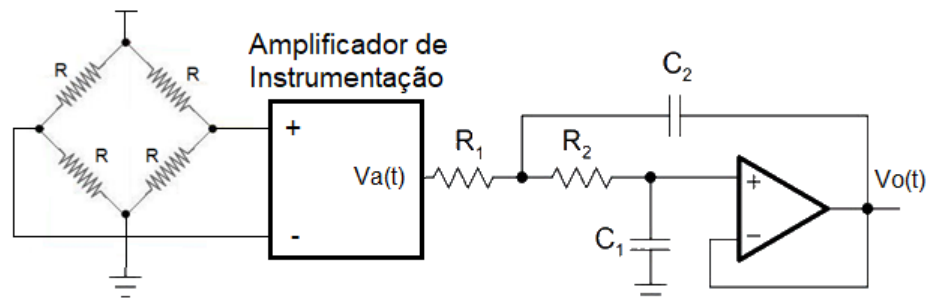 Amplificador de
Instrumentação
R
R
R
R
+
-
Va(t)
R1
R2
C2
C1
+
−
Vo(t)